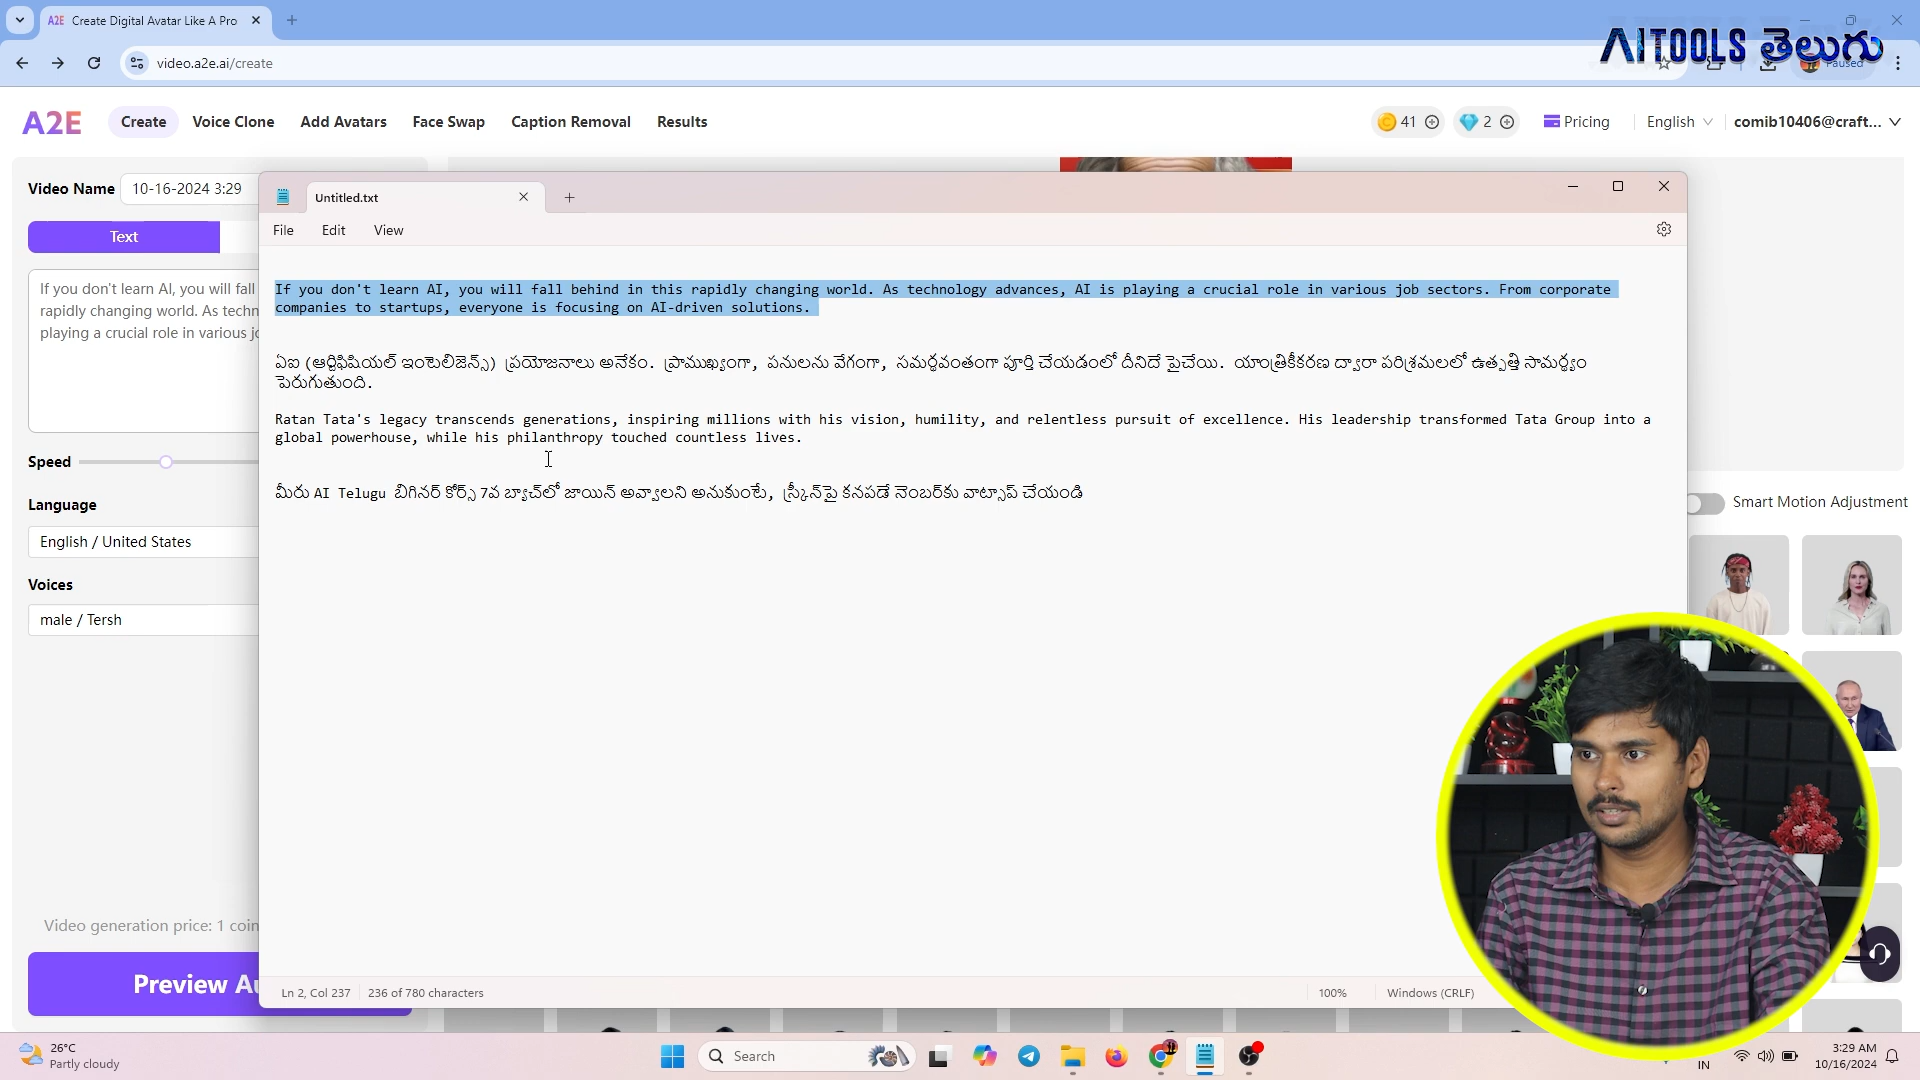 A2E Create Digital Avatar Like A Pro
AITOOLS తెలుగు
video.a2e.ai/create
Paused
A2E Create Voice Clone Add Avatars Face Swap Caption Removal Results 41 2 Pricing English comib10406@craft...
Video Name 10-16-2024 3:29
Untitled.txt
Text
File Edit View
If you don't learn AI, you will fall
rapidly changing world. As techn
playing a crucial role in various
If you don't learn AI, you will fall behind in this rapidly changing world. As technology advances, AI is playing a crucial role in various job sectors. From corporate
companies to startups, everyone is focusing on AI-driven solutions.
ఏఐ (ఆర్టిఫిషియల్ ఇంటెలిజెన్స్) ప్రయోజనాలు అనేకం. ప్రాముఖ్యంగా, పనులను వేగంగా, సమర్థవంతంగా పూర్తి చేయడంలో దీనిదే పైచేయి. యాంత్రికీకరణ ద్వారా పరిశ్రమలలో ఉత్పత్తి సామర్థ్యం
పెరుగుతుంది.
Ratan Tata's legacy transcends generations, inspiring millions with his vision, humility, and relentless pursuit of excellence. His leadership transformed Tata Group into a
global powerhouse, while his philanthropy touched countless lives.
మీరు AI Telugu బిగినర్ కోర్స్ 7వ బ్యాచ్‌లో జాయిన్ అవ్వాలని అనుకుంటే, స్క్రీన్‌పై కనపడే నెంబర్‌కు వాట్సాప్ చేయండి
Speed
Language
English / United States
Voices
male / Tersh
Smart Motion Adjustment
Video generation price: 1 coin
Preview Au
Ln 2, Col 237 236 of 780 characters 100% Windows (CRLF)
26°C
Partly cloudy
Search
IN
3:29 AM
10/16/2024